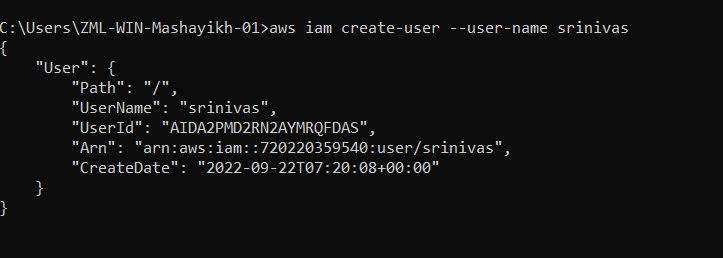 C:\Users\ZML-WIN-Mashayikh-01>aws iam create-user --user-name srinivas
{
    "User": {
        "Path": "/",
        "UserName": "srinivas",
        "UserId": "AIDA2PMD2RN2AYMRQFDAS",
        "Arn": "arn:aws:iam::720220359540:user/srinivas",
        "CreateDate": "2022-09-22T07:20:08+00:00"
    }
}